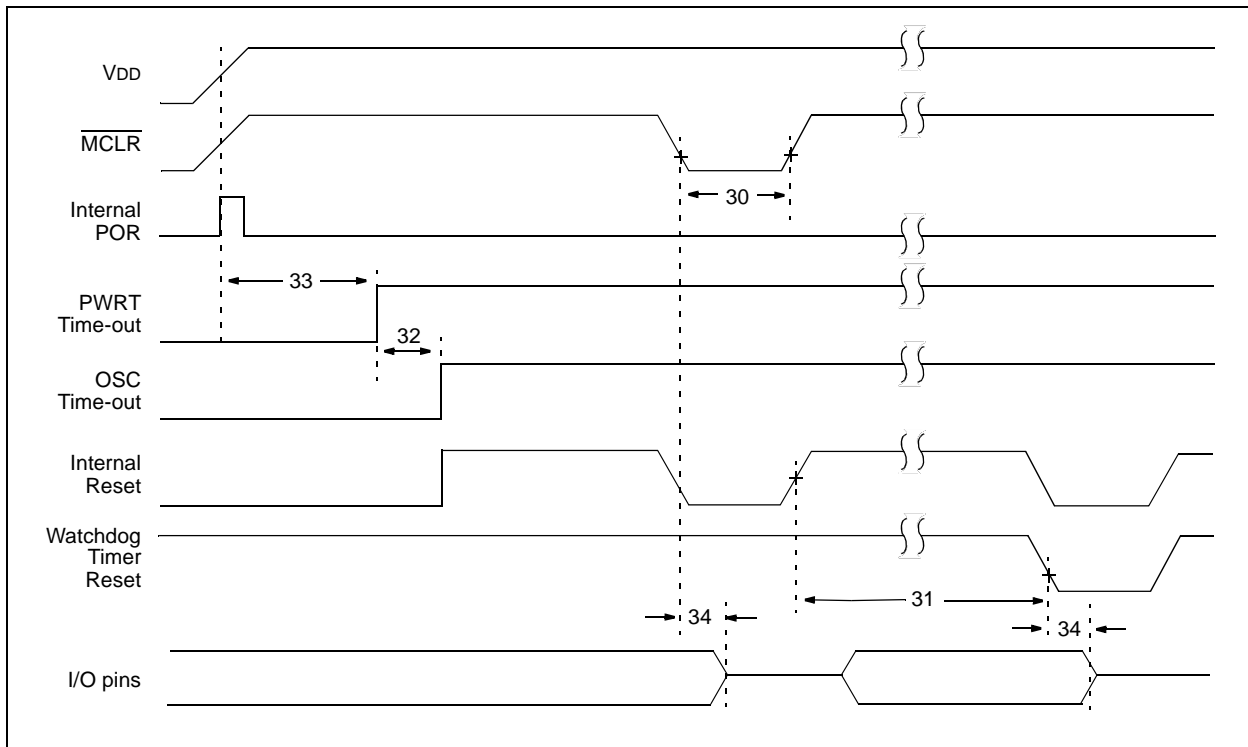 VDD
MCLR
30
Internal
POR
33
PWRT
Time-out
32
OSC
Time-out
Internal
Reset
Watchdog
Timer
Reset
31
34
34
I/O pins